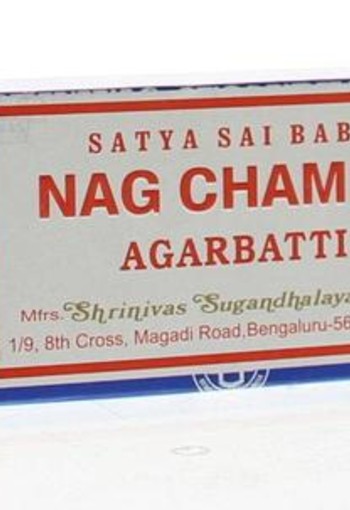 SATYA SAI BAB
NAG CHAM
AGARBATTI
Mfrs. Shrinivas Sugandhalaya
1/9, 8th Cross, Magadi Road, Bengaluru-56